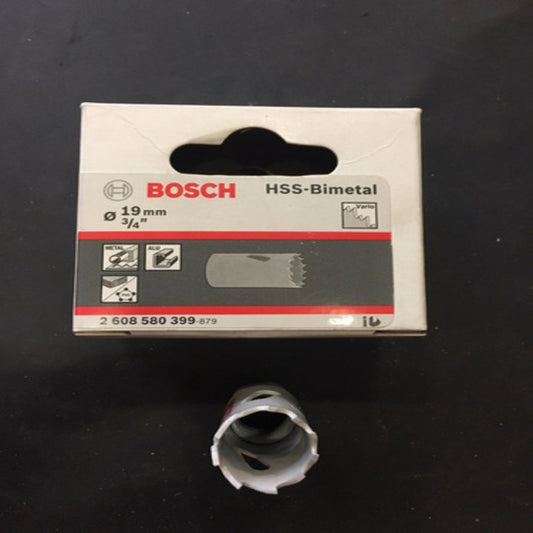 BOSCH HSS-Bimetal
Ø 19 mm
3/4"
Vario
METAL ALU
2 608 580 399-879